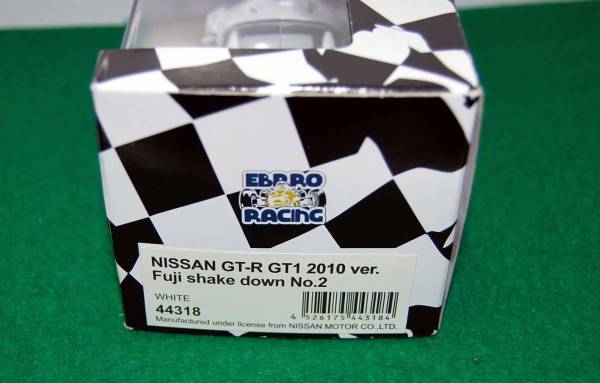 EBBRO
RACING
NISSAN GT-R GT1 2010 ver.
Fuji shake down No.2
WHITE
44318
4 526175 443184
Manufactured under license from NISSAN MOTOR CO.,LTD.